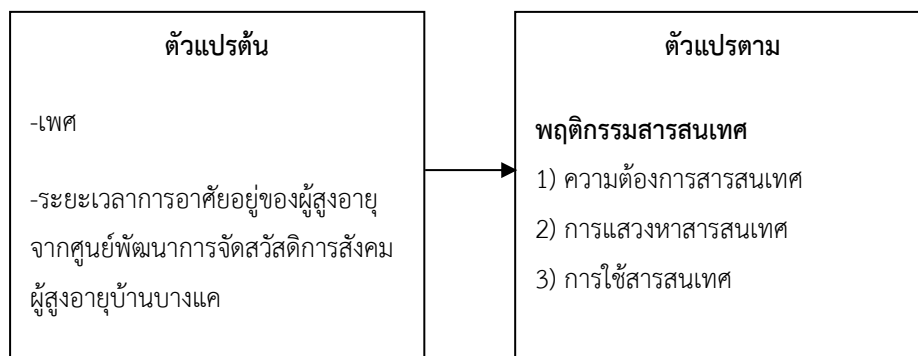 ตัวแปรต้น
-เพศ
-ระยะเวลาการอาศัยอยู่ของผู้สูงอายุ
จากศูนย์พัฒนาการจัดสวัสดิการสังคม
ผู้สูงอายุบ้านบางแค
ตัวแปรตาม
พฤติกรรมสารสนเทศ
1) ความต้องการสารสนเทศ
2) การแสวงหาสารสนเทศ
3) การใช้สารสนเทศ